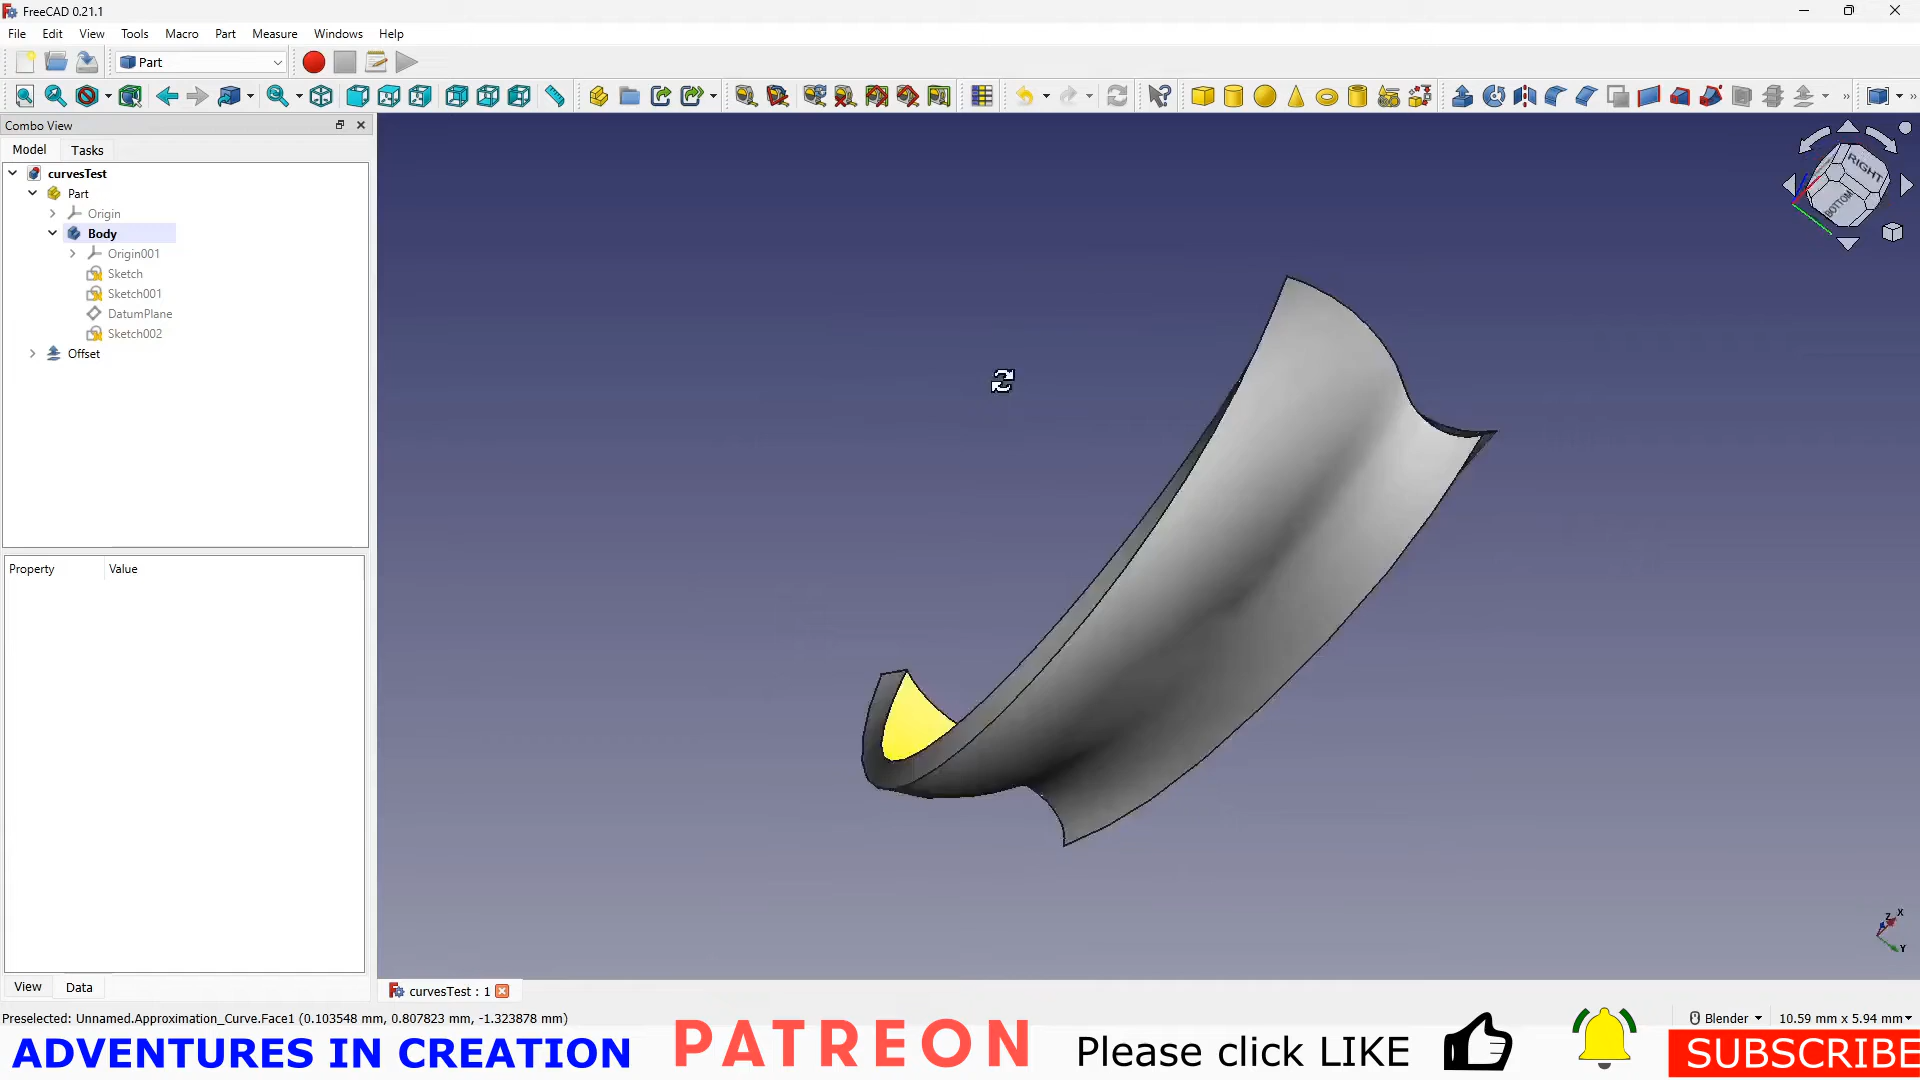 FreeCAD 0.21.1
File Edit View Tools Macro Part Measure Windows Help
Part
Combo View
Model Tasks
curvesTest
Part
Origin
Body
Origin001
Sketch
Sketch001
DatumPlane
Sketch002
Offset
Property Value
View Data
RIGHT
BOTTOM
Z X
Y
curvesTest : 1
Preselected: Unnamed.Approximation_Curve.Face1 (0.103548 mm, 0.807823 mm, -1.323878 mm)
Blender 10.59 mm x 5.94 mm
ADVENTURES IN CREATION PATREON Please click LIKE SUBSCRIBE